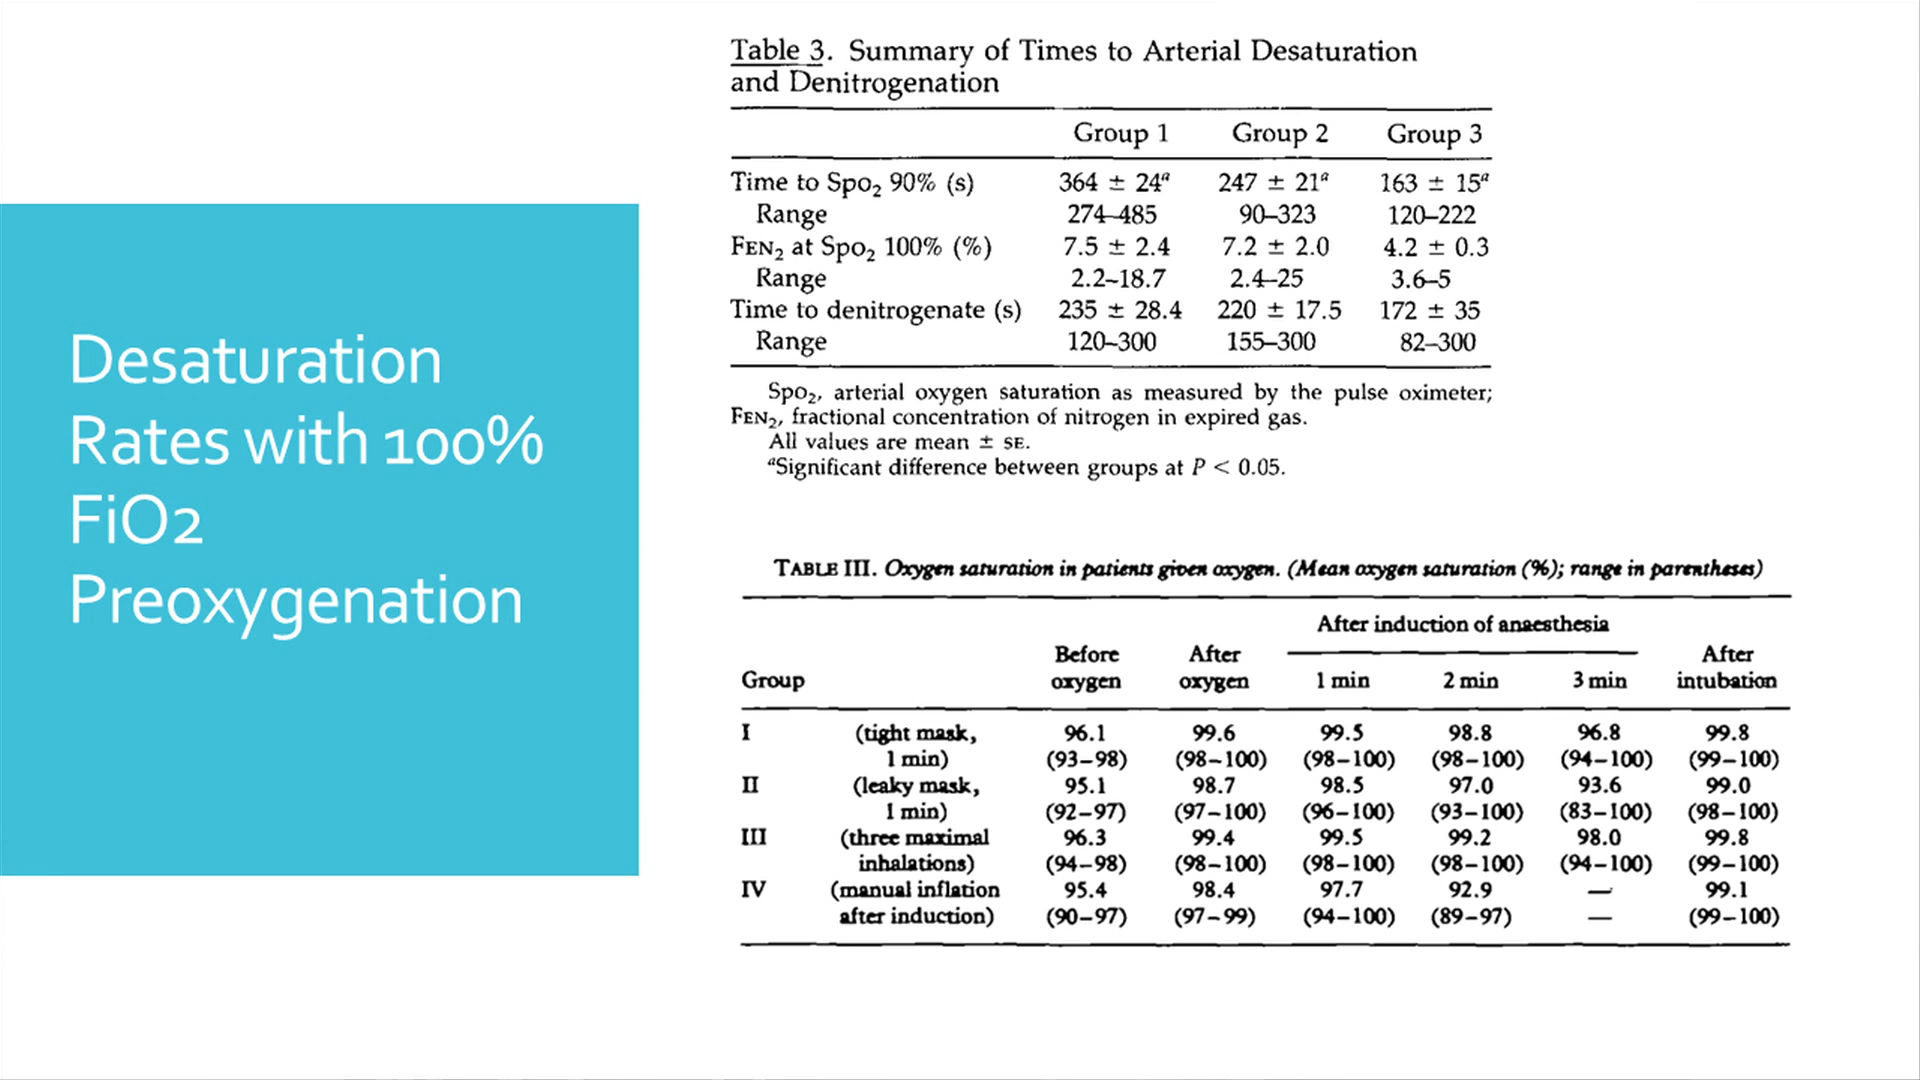 Desaturation
Rates with 100%
FiO2
Preoxygenation
Table 3. Summary of Times to Arterial Desaturation
and Denitrogenation
Group 1 Group 2 Group 3
Time to Spo₂ 90% (s) 364 ± 24ᵃ 247 ± 21ᵃ 163 ± 15ᵃ
Range 274–485 90–323 120–222
FEN₂ at Spo₂ 100% (%) 7.5 ± 2.4 7.2 ± 2.0 4.2 ± 0.3
Range 2.2–18.7 2.4–25 3.6–5
Time to denitrogenate (s) 235 ± 28.4 220 ± 17.5 172 ± 35
Range 120–300 155–300 82–300
Spo₂, arterial oxygen saturation as measured by the pulse oximeter;
FEN₂, fractional concentration of nitrogen in expired gas.
All values are mean ± SE.
ᵃSignificant difference between groups at P < 0.05.
TABLE III. Oxygen saturation in patients given oxygen. (Mean oxygen saturation (%); range in parentheses)
After induction of anaesthesia
Before After After
Group oxygen oxygen 1 min 2 min 3 min intubation
I (tight mask, 96.1 99.6 99.5 98.8 96.8 99.8
1 min) (93–98) (98–100) (98–100) (98–100) (94–100) (99–100)
II (leaky mask, 95.1 98.7 98.5 97.0 93.6 99.0
1 min) (92–97) (97–100) (96–100) (93–100) (83–100) (98–100)
III (three maximal 96.3 99.4 99.5 99.2 98.0 99.8
inhalations) (94–98) (98–100) (98–100) (98–100) (94–100) (99–100)
IV (manual inflation 95.4 98.4 97.7 92.9 — 99.1
after induction) (90–97) (97–99) (94–100) (89–97) — (99–100)